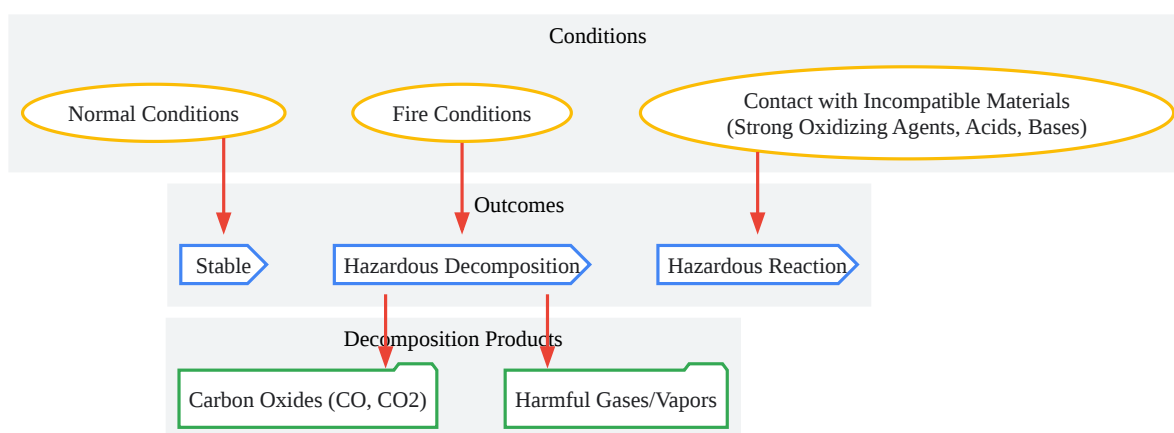 Conditions
Normal Conditions
Fire Conditions
Contact with Incompatible Materials
(Strong Oxidizing Agents, Acids, Bases)
Outcomes
Stable
Hazardous Decomposition
Hazardous Reaction
Decomposition Products
Carbon Oxides (CO, CO2)
Harmful Gases/Vapors